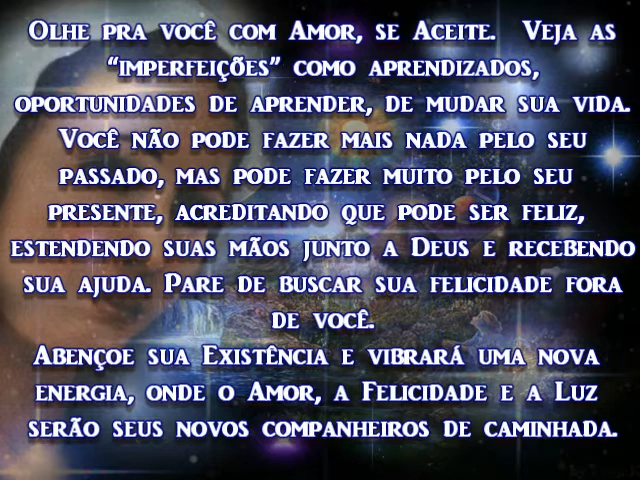 Olhe pra você com Amor, se Aceite. Veja as
“imperfeições” como aprendizados,
oportunidades de aprender, de mudar sua vida.
Você não pode fazer mais nada pelo seu
passado, mas pode fazer muito pelo seu
presente, acreditando que pode ser feliz,
estendendo suas mãos junto a Deus e recebendo
sua ajuda. Pare de buscar sua felicidade fora
de você.
Abençoe sua Existência e vibrará uma nova
energia, onde o Amor, a Felicidade e a Luz
serão seus novos companheiros de caminhada.